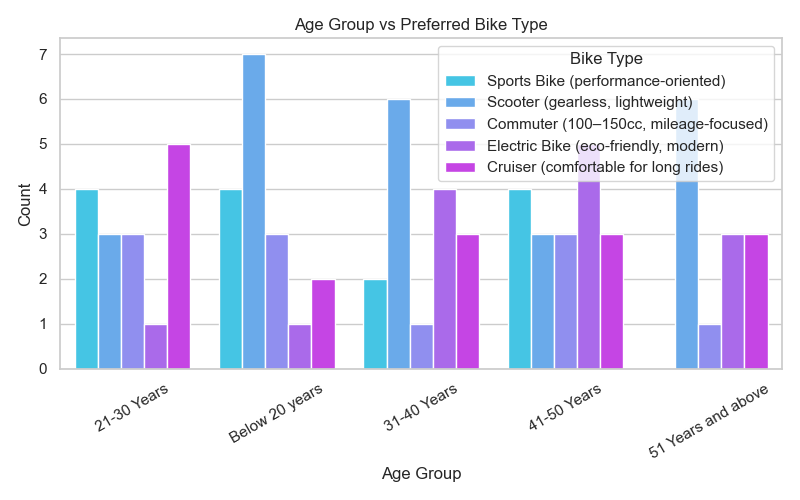 Age Group vs Preferred Bike Type
7
6
5
4
3
2
1
0
Count
Bike Type
Sports Bike (performance-oriented)
Scooter (gearless, lightweight)
Commuter (100–150cc, mileage-focused)
Electric Bike (eco-friendly, modern)
Cruiser (comfortable for long rides)
21-30 Years
Below 20 years
31-40 Years
41-50 Years
51 Years and above
Age Group